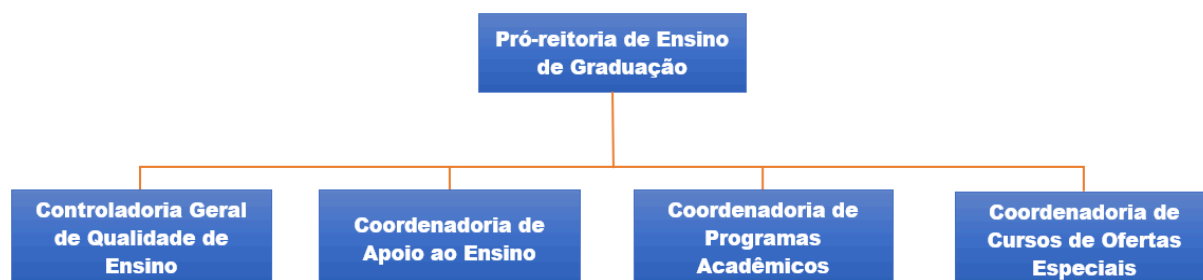 Pró-reitoria de Ensino
de Graduação
Controladoria Geral
de Qualidade de
Ensino
Coordenadoria de
Apoio ao Ensino
Coordenadoria de
Programas
Acadêmicos
Coordenadoria de
Cursos de Ofertas
Especiais